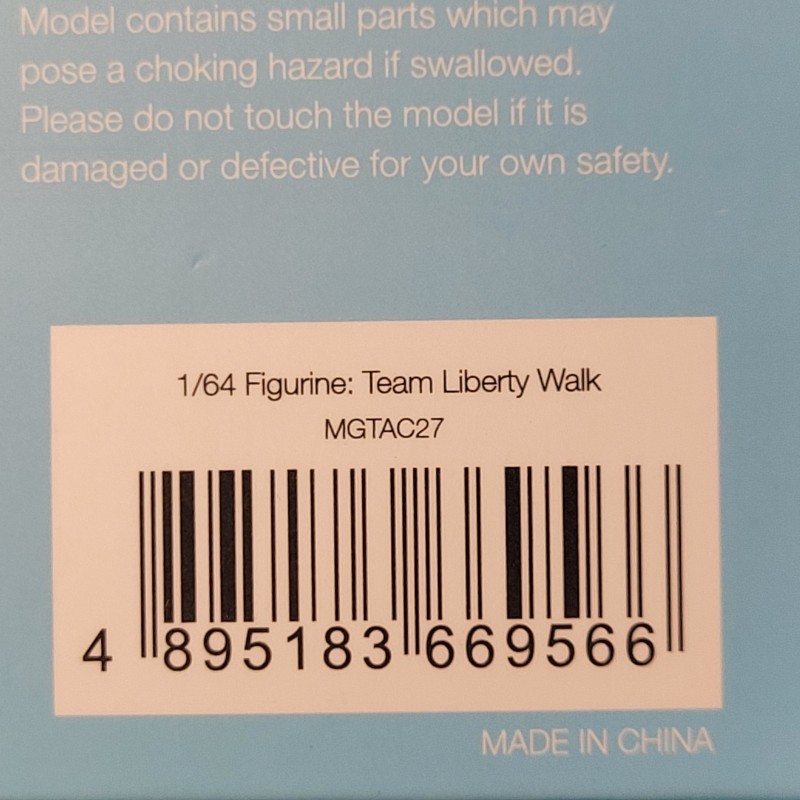 Model contains small parts which may
pose a choking hazard if swallowed.
Please do not touch the model if it is
damaged or defective for your own safety.
1/64 Figurine: Team Liberty Walk
MGTAC27
4 895183 669566
MADE IN CHINA